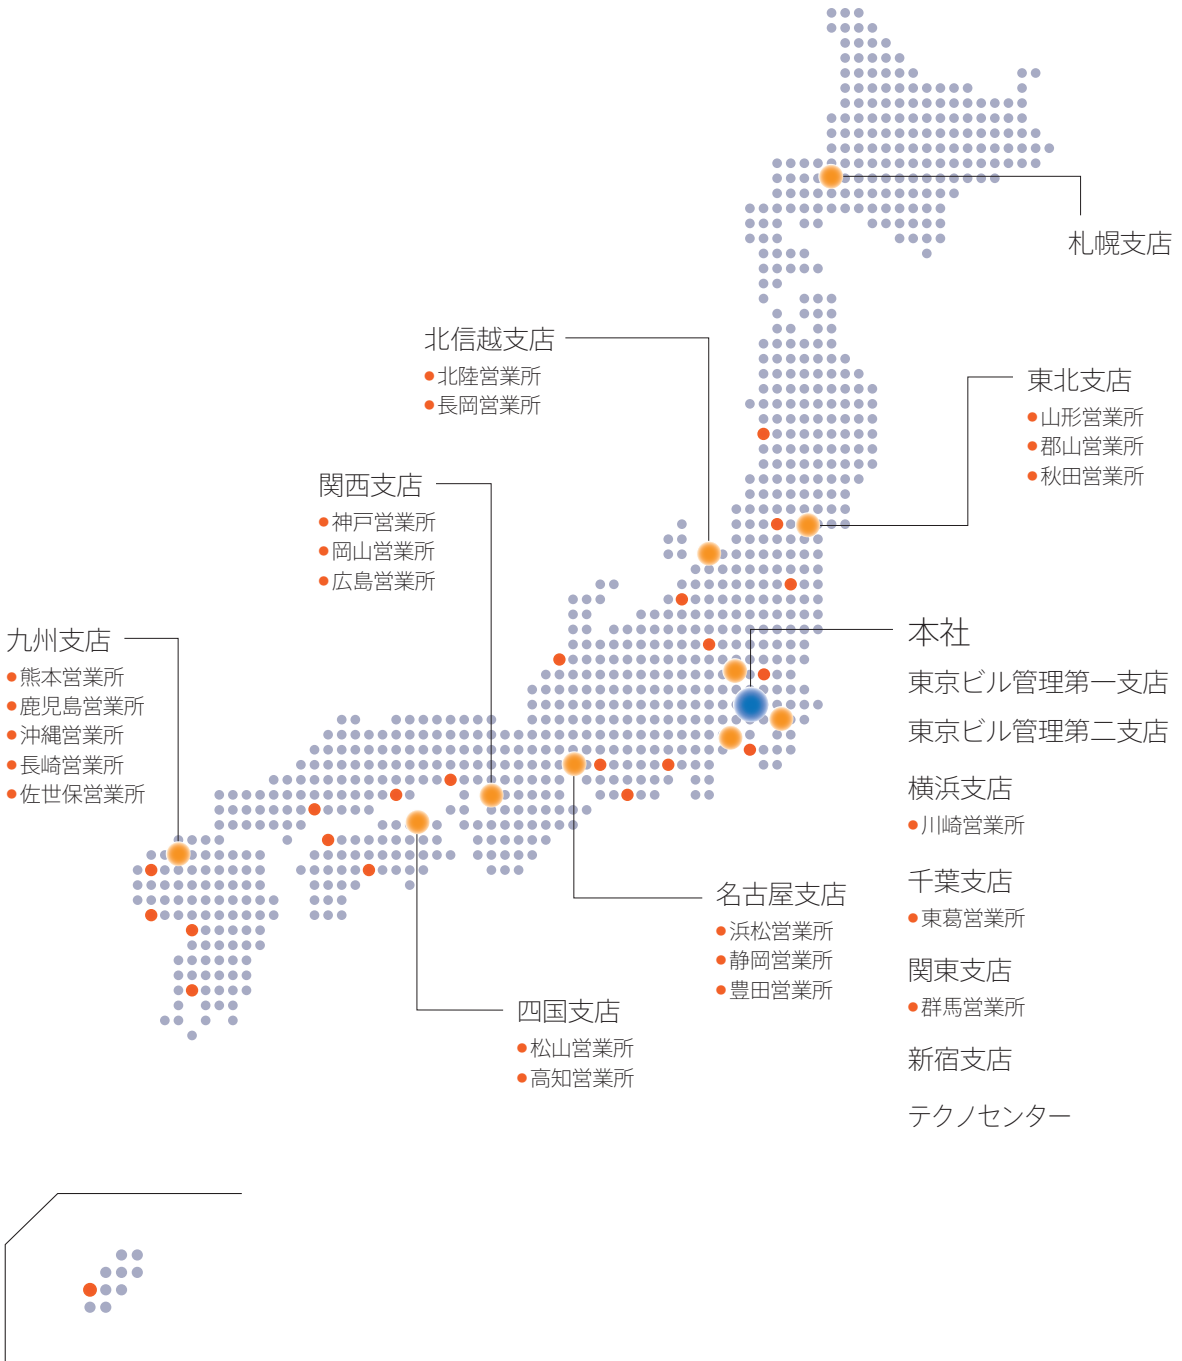 札幌支店
北信越支店
●北陸営業所
●長岡営業所
東北支店
●山形営業所
●郡山営業所
●秋田営業所
関西支店
●神戸営業所
●岡山営業所
●広島営業所
九州支店
●熊本営業所
●鹿児島営業所
●沖縄営業所
●長崎営業所
●佐世保営業所
本社
東京ビル管理第一支店
東京ビル管理第二支店
横浜支店
●川崎営業所
千葉支店
●東葛営業所
関東支店
●群馬営業所
新宿支店
テクノセンター
名古屋支店
●浜松営業所
●静岡営業所
●豊田営業所
四国支店
●松山営業所
●高知営業所